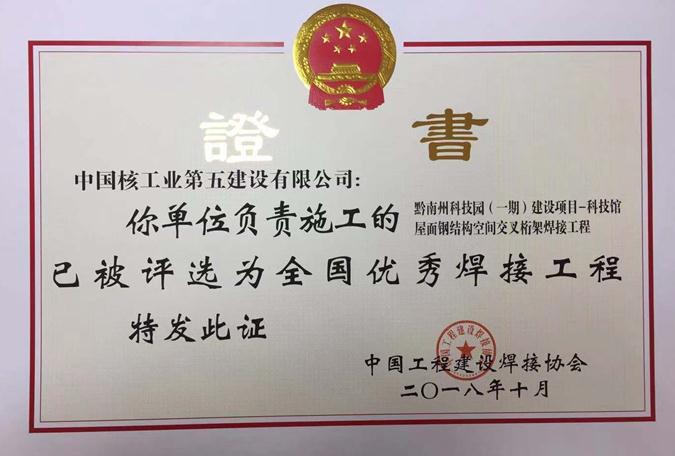 證書
中国核工业第五建设有限公司:
你单位负责施工的
黔南州科技园(一期)建设项目-科技馆
屋面钢结构空间交叉桁架焊接工程
已被评选为全国优秀焊接工程
特发此证
中国工程建设焊接协会
二〇一八年十月